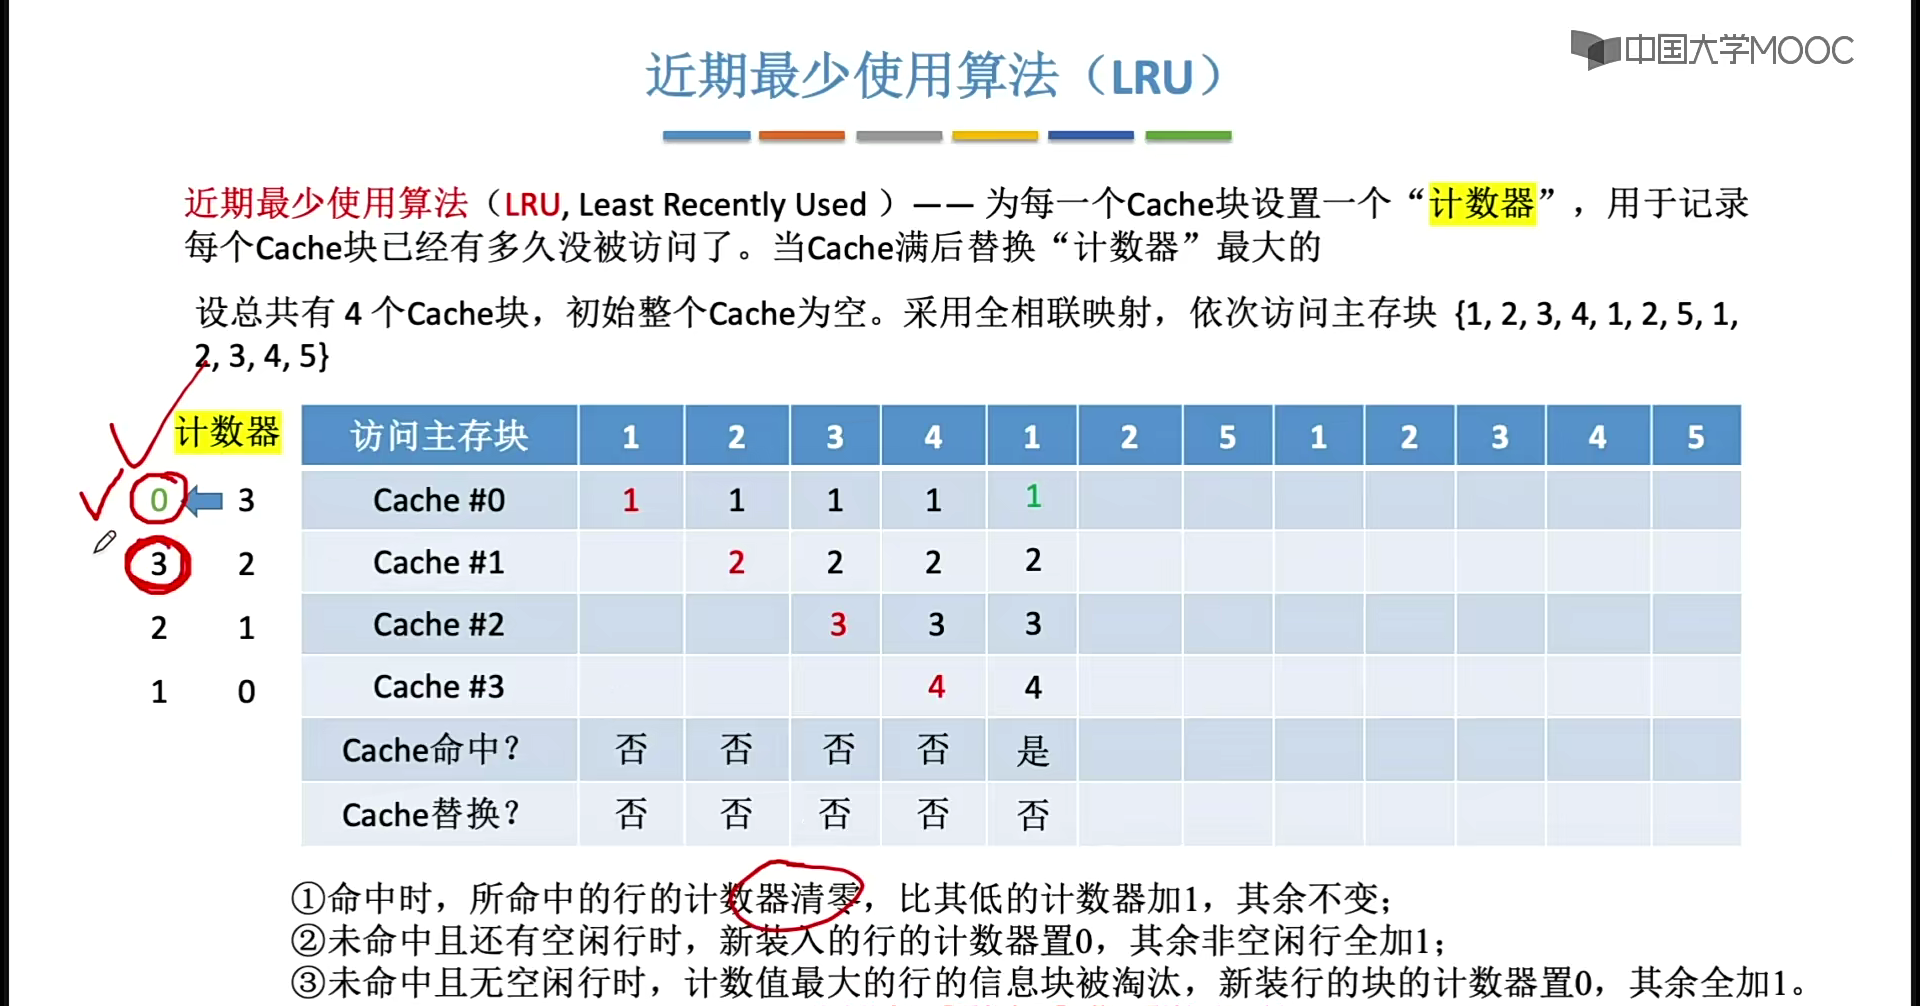 中国大学MOOC
近期最少使用算法（LRU）
近期最少使用算法（LRU, Least Recently Used ）—— 为每一个Cache块设置一个“计数器”，用于记录
每个Cache块已经有多久没被访问了。当Cache满后替换“计数器”最大的
设总共有 4 个Cache块，初始整个Cache为空。采用全相联映射，依次访问主存块 {1, 2, 3, 4, 1, 2, 5, 1,
2, 3, 4, 5}
计数器 访问主存块 1 2 3 4 1 2 5 1 2 3 4 5
0 3 Cache #0 1 1 1 1 1
3 2 Cache #1 2 2 2 2
2 1 Cache #2 3 3 3
1 0 Cache #3 4 4
Cache命中？ 否 否 否 否 是
Cache替换？ 否 否 否 否 否
①命中时，所命中的行的计数器清零，比其低的计数器加1，其余不变；
②未命中且还有空闲行时，新装入的行的计数器置0，其余非空闲行全加1；
③未命中且无空闲行时，计数值最大的行的信息块被淘汰，新装行的块的计数器置0，其余全加1。